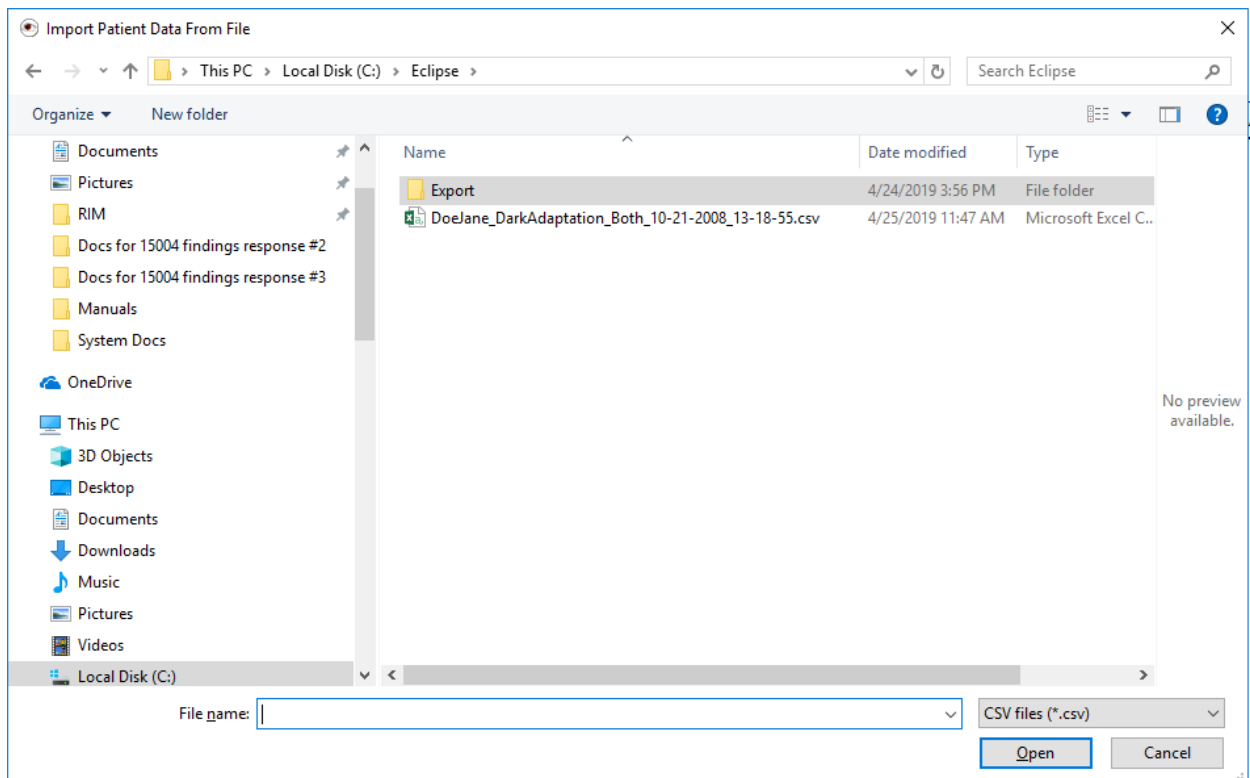 Import Patient Data From File
This PC > Local Disk (C:) > Eclipse >
Search Eclipse
Organize
New folder
Name
Date modified
Type
Documents
Pictures
RIM
Docs for 15004 findings response #2
Docs for 15004 findings response #3
Manuals
System Docs
OneDrive
This PC
3D Objects
Desktop
Documents
Downloads
Music
Pictures
Videos
Local Disk (C:)
Export 4/24/2019 3:56 PM File folder
DoeJane_DarkAdaptation_Both_10-21-2008_13-18-55.csv 4/25/2019 11:47 AM Microsoft Excel C...
No preview
available.
File name:
CSV files (*.csv)
Open
Cancel